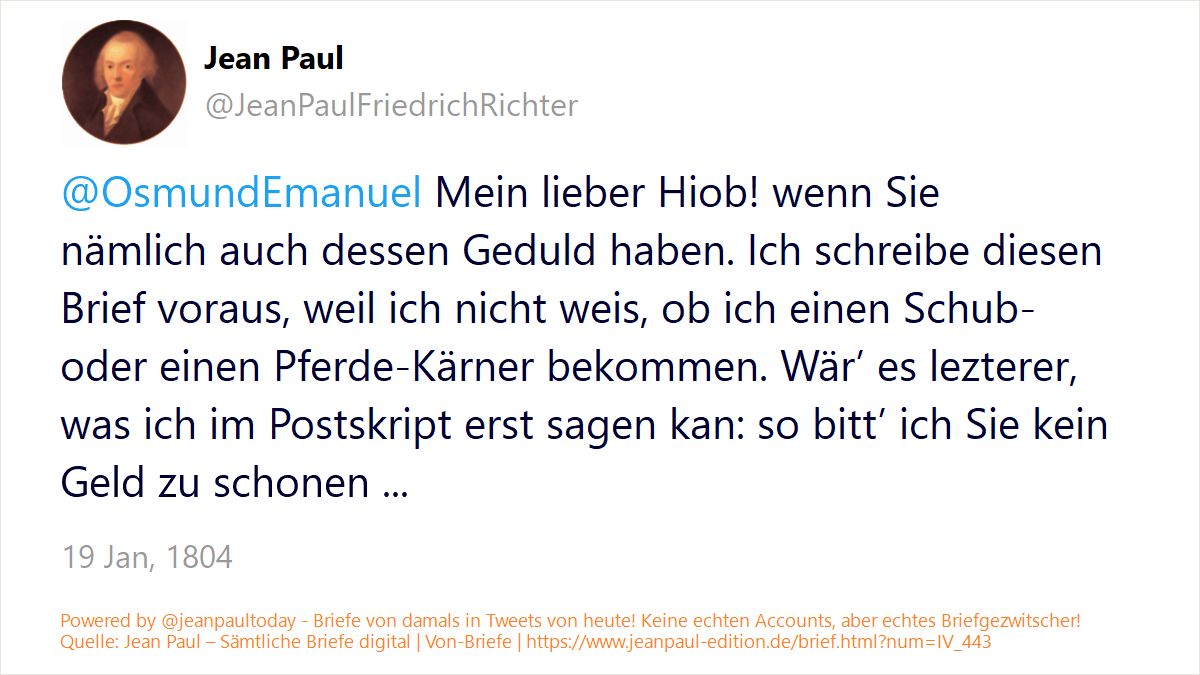 Jean Paul
@JeanPaulFriedrichRichter
@OsmundEmanuel Mein lieber Hiob! wenn Sie
nämlich auch dessen Geduld haben. Ich schreibe diesen
Brief voraus, weil ich nicht weis, ob ich einen Schub-
oder einen Pferde-Kärner bekommen. Wär’ es lezterer,
was ich im Postskript erst sagen kan: so bitt’ ich Sie kein
Geld zu schonen ...
19 Jan, 1804
Powered by @jeanpaultoday - Briefe von damals in Tweets von heute! Keine echten Accounts, aber echtes Briefgezwitscher!
Quelle: Jean Paul – Sämtliche Briefe digital | Von-Briefe | https://www.jeanpaul-edition.de/brief.html?num=IV_443